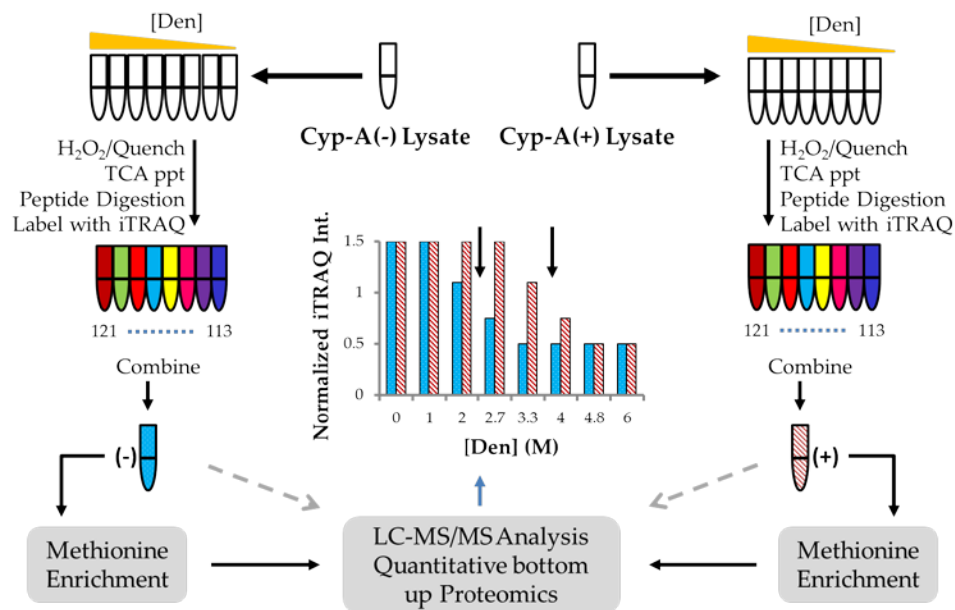 [Den]
[Den]
Cyp-A(-) Lysate
Cyp-A(+) Lysate
H₂O₂/Quench
TCA ppt
Peptide Digestion
Label with iTRAQ
H₂O₂/Quench
TCA ppt
Peptide Digestion
Label with iTRAQ
121
113
Combine
(-)
Normalized iTRAQ Int.
1.5
1
0.5
0
0
1
2
2.7
3.3
4
4.8
6
[Den] (M)
121
113
Combine
(+)
Methionine
Enrichment
LC-MS/MS Analysis
Quantitative bottom
up Proteomics
Methionine
Enrichment